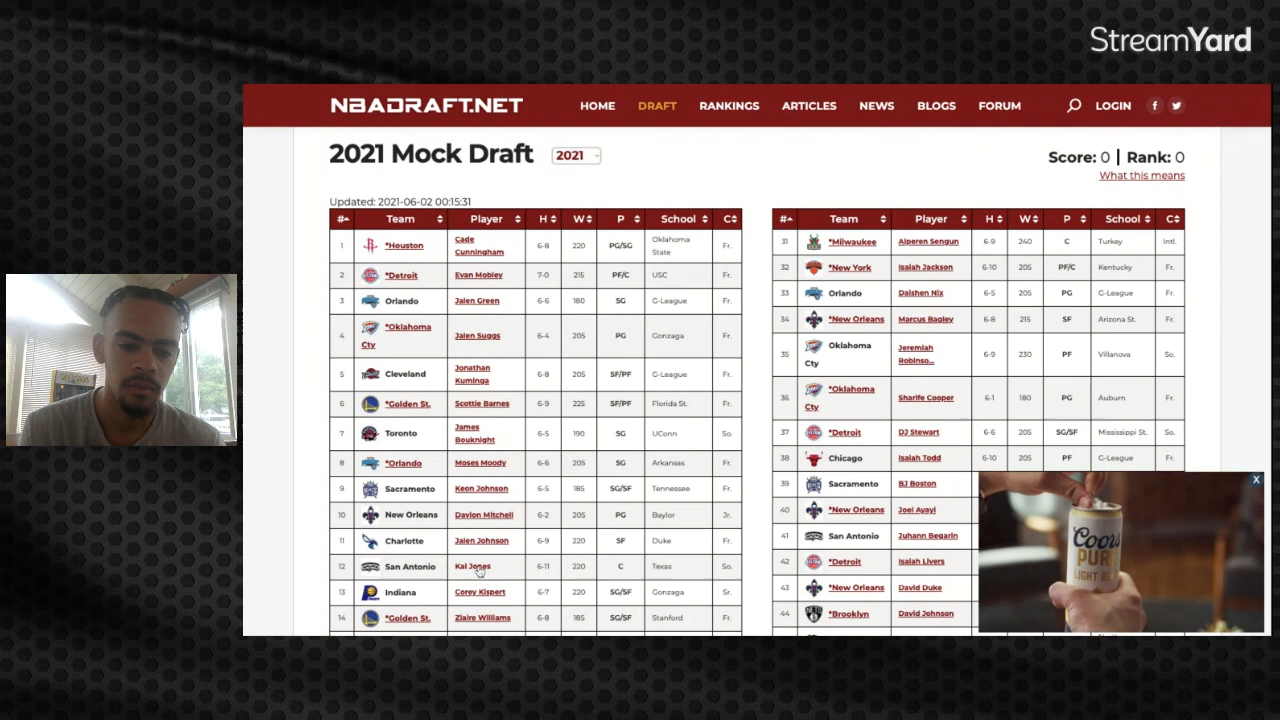 StreamYard
NBADRAFT.NET HOME DRAFT RANKINGS ARTICLES NEWS BLOGS FORUM LOGIN
2021 Mock Draft 2021
Score: 0 | Rank: 0
What this means
Updated: 2021-06-02 00:15:31
# Team Player H W P School C
1 *Houston Cade Cunningham 6-8 220 PG/SG Oklahoma State Fr.
2 *Detroit Evan Mobley 7-0 215 PF/C USC Fr.
3 Orlando Jalen Green 6-6 180 SG G-League Fr.
4 *Oklahoma Cty Jalen Suggs 6-4 205 PG Gonzaga Fr.
5 Cleveland Jonathan Kuminga 6-8 205 SF/PF G-League Fr.
6 *Golden St. Scottie Barnes 6-9 225 SF/PF Florida St. Fr.
7 Toronto James Bouknight 6-5 190 SG UConn So.
8 *Orlando Moses Moody 6-6 205 SG Arkansas Fr.
9 Sacramento Keon Johnson 6-5 185 SG/SF Tennessee Fr.
10 New Orleans Davion Mitchell 6-2 205 PG Baylor Jr.
11 Charlotte Jalen Johnson 6-9 220 SF Duke Fr.
12 San Antonio Kai Jones 6-11 220 C Texas So.
13 Indiana Corey Kispert 6-7 220 SG/SF Gonzaga Sr.
14 *Golden St. Ziaire Williams 6-8 185 SG/SF Stanford Fr.
# Team Player H W P School C
31 *Milwaukee Alperen Sengun 6-9 240 C Turkey Intl.
32 *New York Isaiah Jackson 6-10 205 PF/C Kentucky Fr.
33 Orlando Daishen Nix 6-5 205 PG G-League Fr.
34 *New Orleans Marcus Bagley 6-8 215 SF Arizona St. Fr.
35 Oklahoma Cty Jeremiah Robinso... 6-9 230 PF Villanova So.
36 *Oklahoma Cty Sharife Cooper 6-1 180 PG Auburn Fr.
37 *Detroit DJ Stewart 6-6 205 SG/SF Mississippi St. So.
38 Chicago Isaiah Todd 6-10 205 PF G-League Fr.
39 Sacramento BJ Boston
40 *New Orleans Joel Ayayi
41 San Antonio Juhann Begarin
42 *Detroit Isaiah Livers
43 *New Orleans David Duke
44 *Brooklyn David Johnson
X
Coors
PURE
LIGHT BEER